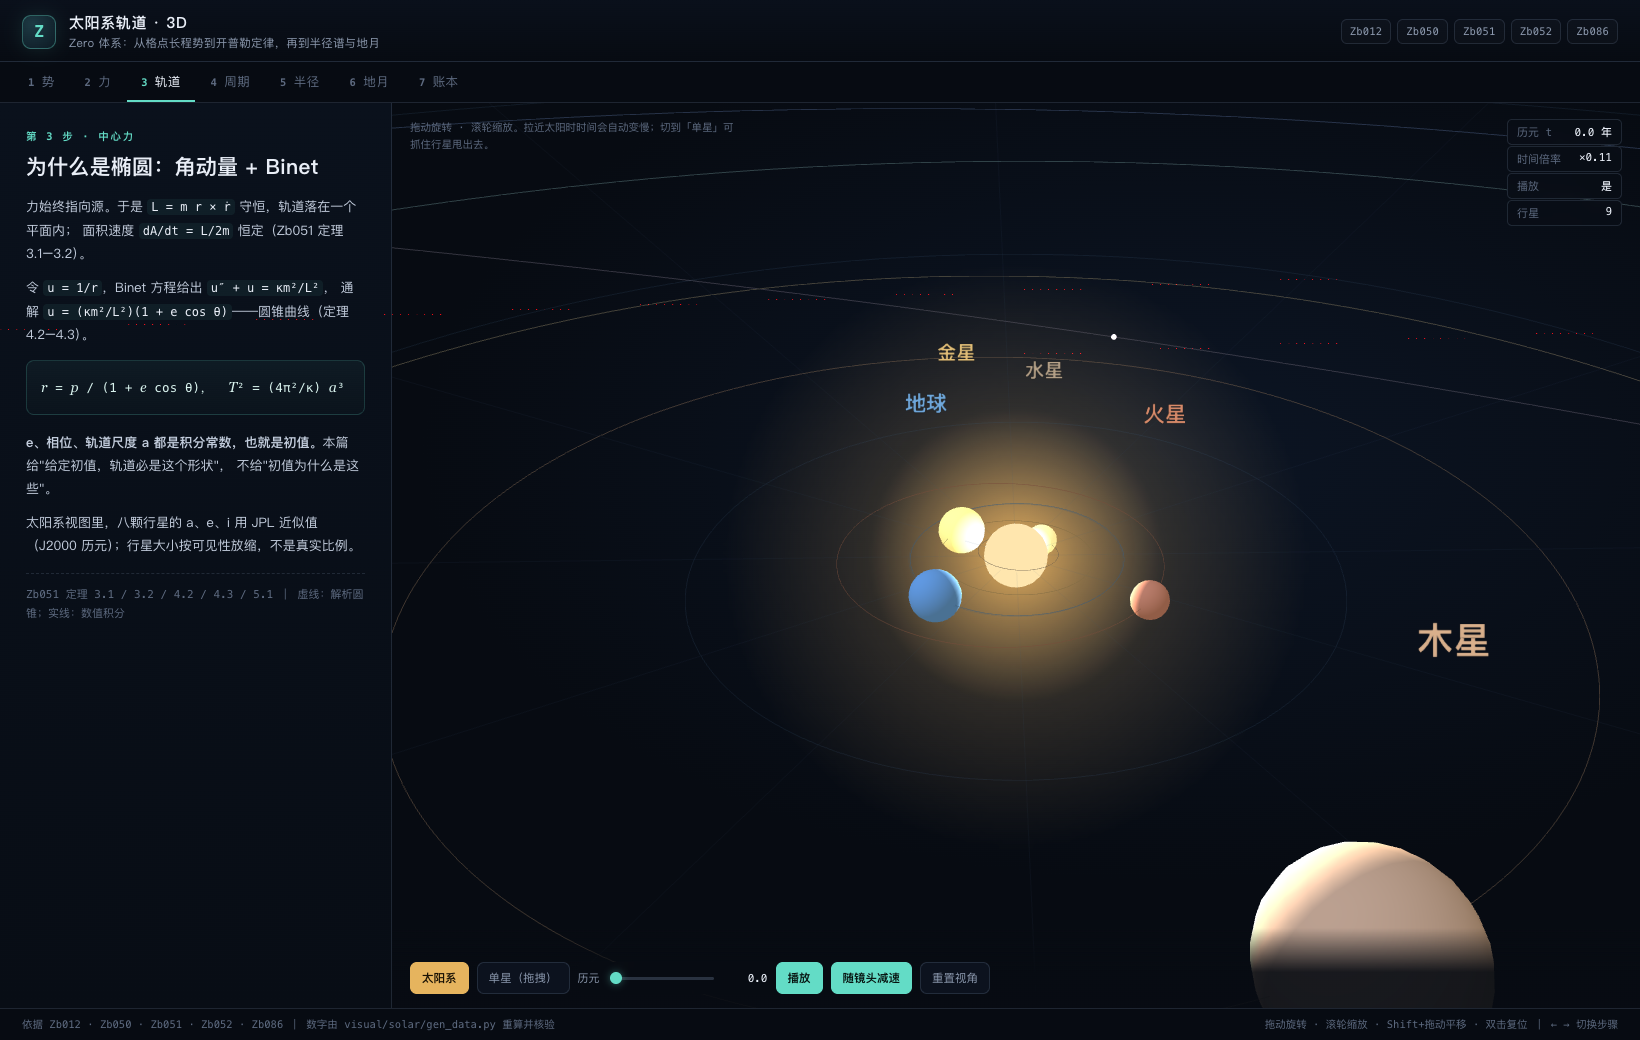 Z
太阳系轨道 · 3D
Zero 体系：从格点长程势到开普勒定律，再到半径谱与地月
Zb012 Zb050 Zb051 Zb052 Zb086
1 势 2 力 3 轨道 4 周期 5 半径 6 地月 7 账本
第 3 步 · 中心力
为什么是椭圆：角动量 + Binet
力始终指向源。于是 L = m r × ṙ 守恒，轨道落在一个
平面内； 面积速度 dA/dt = L/2m 恒定（Zb051 定理
3.1—3.2）。
令 u = 1/r，Binet 方程给出 u″ + u = κm²/L²， 通
解 u = (κm²/L²)(1 + e cos θ)——圆锥曲线（定理
4.2—4.3）。
r = p / (1 + e cos θ)， T² = (4π²/κ) a³
e、相位、轨道尺度 a 都是积分常数，也就是初值。本篇
给"给定初值，轨道必是这个形状"， 不给"初值为什么是这
些"。
太阳系视图里，八颗行星的 a、e、i 用 JPL 近似值
（J2000 历元）；行星大小按可见性放缩，不是真实比例。
Zb051 定理 3.1 / 3.2 / 4.2 / 4.3 / 5.1 | 虚线：解析圆
锥；实线：数值积分
拖动旋转 · 滚轮缩放。拉近太阳时时间会自动变慢；切到「单星」可
抓住行星甩出去。
历元 t 0.0 年
时间倍率 ×0.11
播放 是
行星 9
金星
水星
地球
火星
木星
太阳系 单星（拖拽） 历元 0.0 播放 随镜头减速 重置视角
依据 Zb012 · Zb050 · Zb051 · Zb052 · Zb086 | 数字由 visual/solar/gen_data.py 重算并核验
拖动旋转 · 滚轮缩放 · Shift+拖动平移 · 双击复位 | ← → 切换步骤